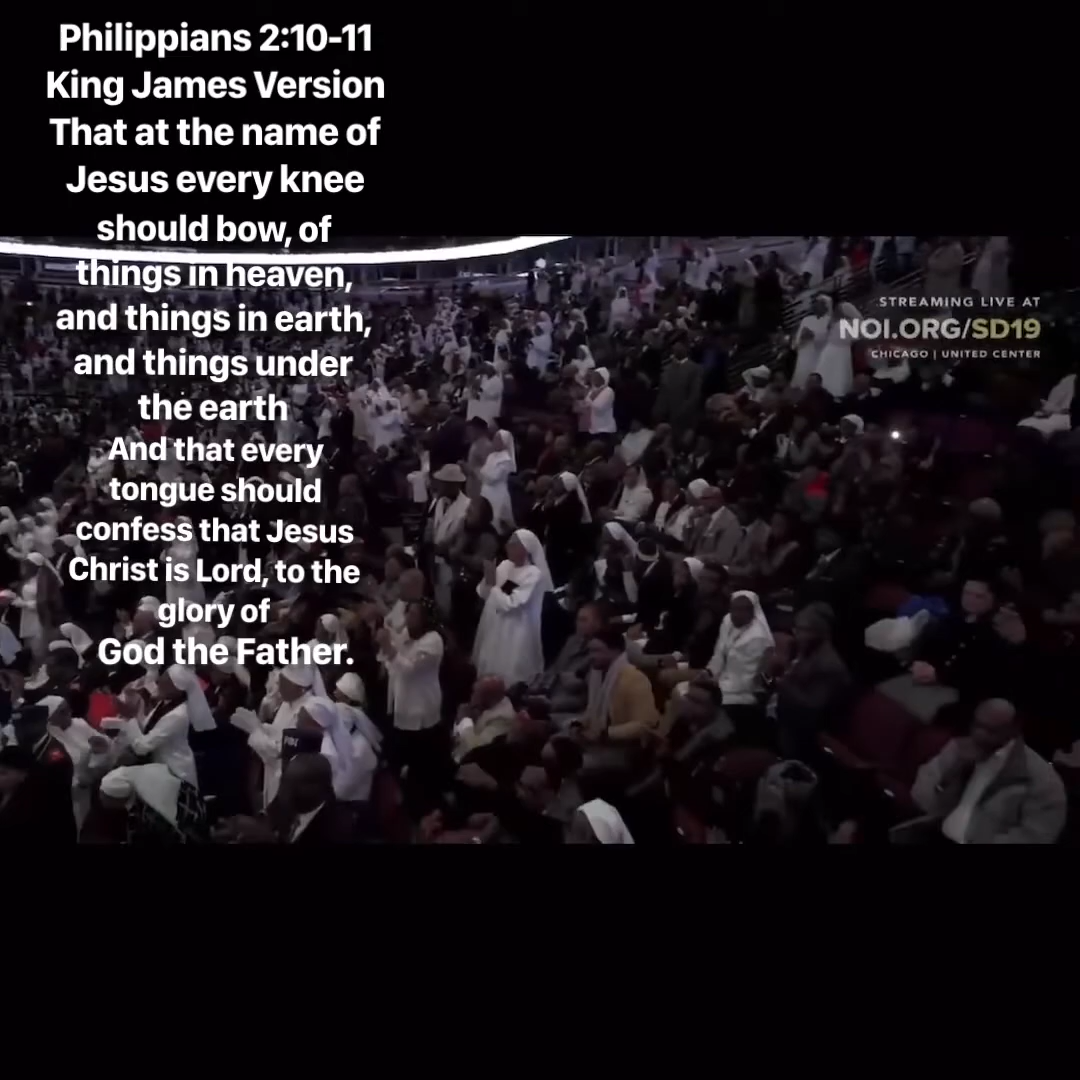 Philippians 2:10-11
King James Version
That at the name of
Jesus every knee
should bow, of
things in heaven,
and things in earth,
and things under
the earth
And that every
tongue should
confess that Jesus
Christ is Lord, to the
glory of
God the Father.
STREAMING LIVE AT
NOI.ORG/SD19
CHICAGO | UNITED CENTER